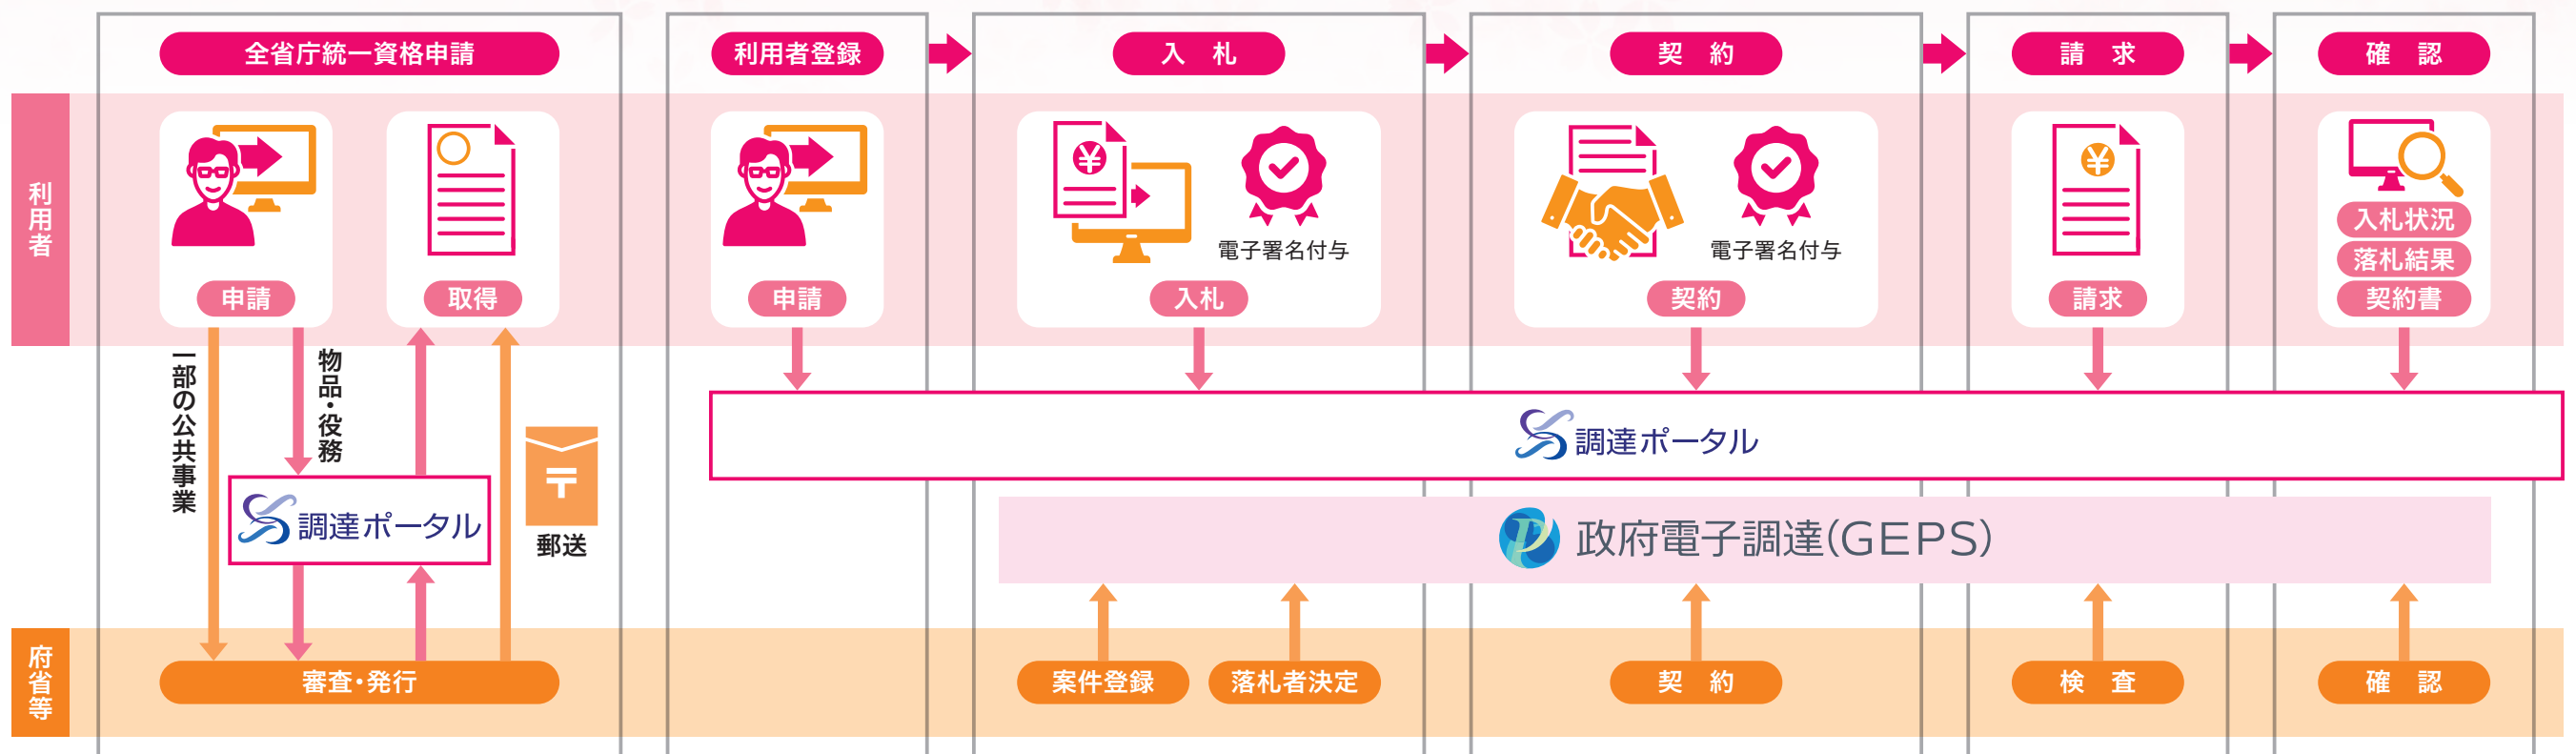 全省庁統一資格申請
利用者登録
入 札
契 約
請 求
確 認
利用者
申請
取得
申請
電子署名付与
入札
電子署名付与
契約
¥
¥
請求
入札状況
落札結果
契約書
一部の公共事業
物品・役務
調達ポータル
〒
郵送
調達ポータル
政府電子調達(GEPS)
府省等
審査・発行
案件登録
落札者決定
契 約
検 査
確 認